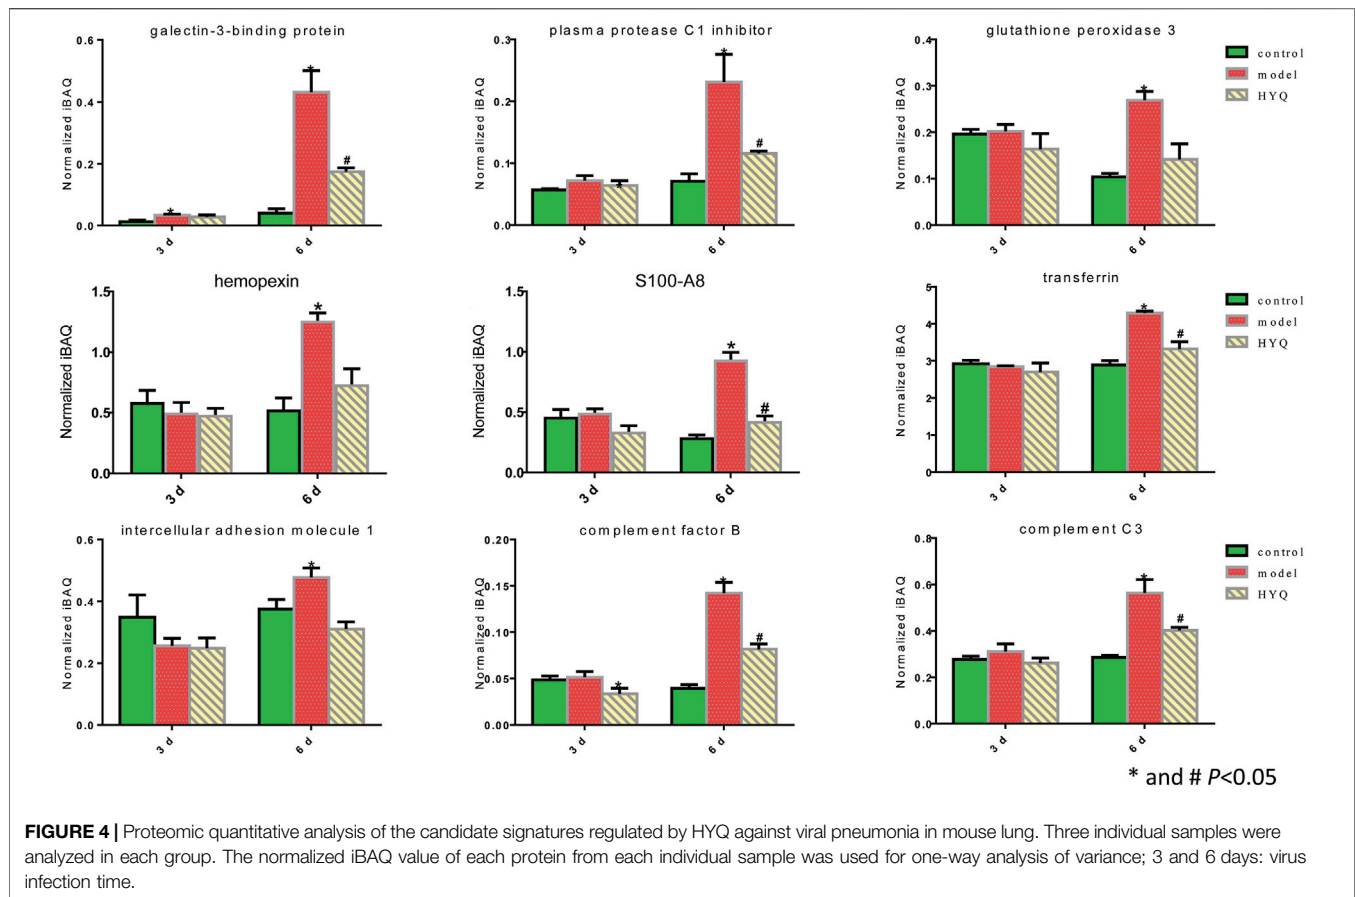 galectin-3-binding protein
Normalized iBAQ
0.6
0.4
0.2
0.0
*
*
#
3 d
6 d
plasma protease C1 inhibitor
Normalized iBAQ
0.3
0.2
0.1
0.0
*
*
#
3 d
6 d
glutathione peroxidase 3
Normalized iBAQ
0.4
0.3
0.2
0.1
0.0
*
3 d
6 d
control
model
HYQ
hemopexin
Normalized iBAQ
1.5
1.0
0.5
0.0
*
3 d
6 d
S100-A8
Normalized iBAQ
1.5
1.0
0.5
0.0
*
#
3 d
6 d
transferrin
Normalized iBAQ
5
4
3
2
1
0
*
#
3 d
6 d
control
model
HYQ
intercellular adhesion molecule 1
Normalized iBAQ
0.6
0.4
0.2
0.0
*
3 d
6 d
complement factor B
Normalized iBAQ
0.20
0.15
0.10
0.05
0.00
*
*
#
3 d
6 d
complement C3
Normalized iBAQ
0.8
0.6
0.4
0.2
0.0
*
#
3 d
6 d
control
model
HYQ
* and # P<0.05
FIGURE 4 | Proteomic quantitative analysis of the candidate signatures regulated by HYQ against viral pneumonia in mouse lung. Three individual samples were
analyzed in each group. The normalized iBAQ value of each protein from each individual sample was used for one-way analysis of variance; 3 and 6 days: virus
infection time.